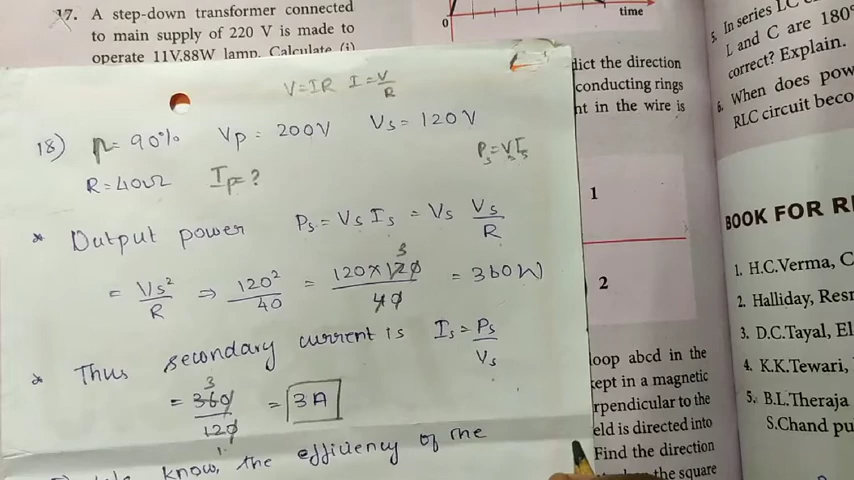 17. A step-down transformer connected
to main supply of 220 V is made to
operate 11V,88W lamp. Calculate (i)
0
time
V=IR I=V/R
18) η=90% Vp=200V Vs=120V
Ps=VsIs
R=40Ω Ip=?
* Output power Ps=VsIs=Vs Vs/R
= Vs²/R ⇒ 120²/40 = 120×120/40 3 = 360W
* Thus secondary current is Is=Ps/Vs
= 360/120 3 1 = 3A
know, the efficiency of the
dict the direction
conducting rings
nt in the wire is
1
2
loop abcd in the
kept in a magnetic
rpendicular to the
eld is directed into
Find the direction
the square
5. In series LC
L and C are 180°
correct? Explain.
6. When does pow
RLC circuit beco
BOOK FOR RE
1. H.C.Verma, C
2. Halliday, Resr
3. D.C.Tayal, El
4. K.K.Tewari,
5. B.L.Theraja
S.Chand pu